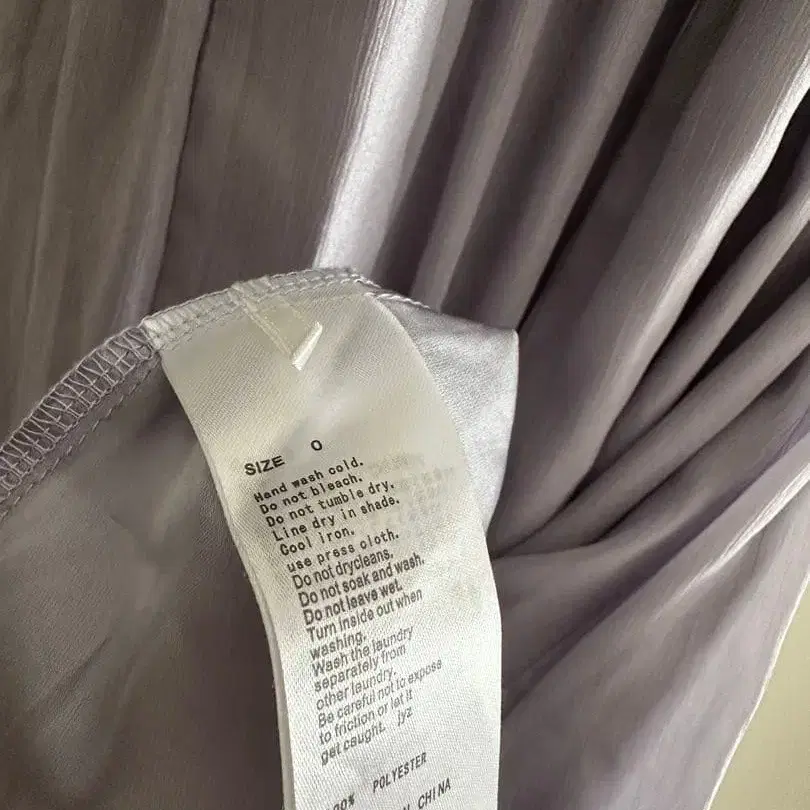 SIZE 0
Hand wash cold.
Do not bleach.
Do not tumble dry.
Line dry in shade.
Cool iron.
use press cloth.
Do not drycleans.
Do not soak and wash.
Do not leave wet.
Turn inside out when
washing.
Wash the laundry
separately from
other laundry.
Be careful not to expose
to friction or let it
get caught. jyz
POLYESTER
CHINA